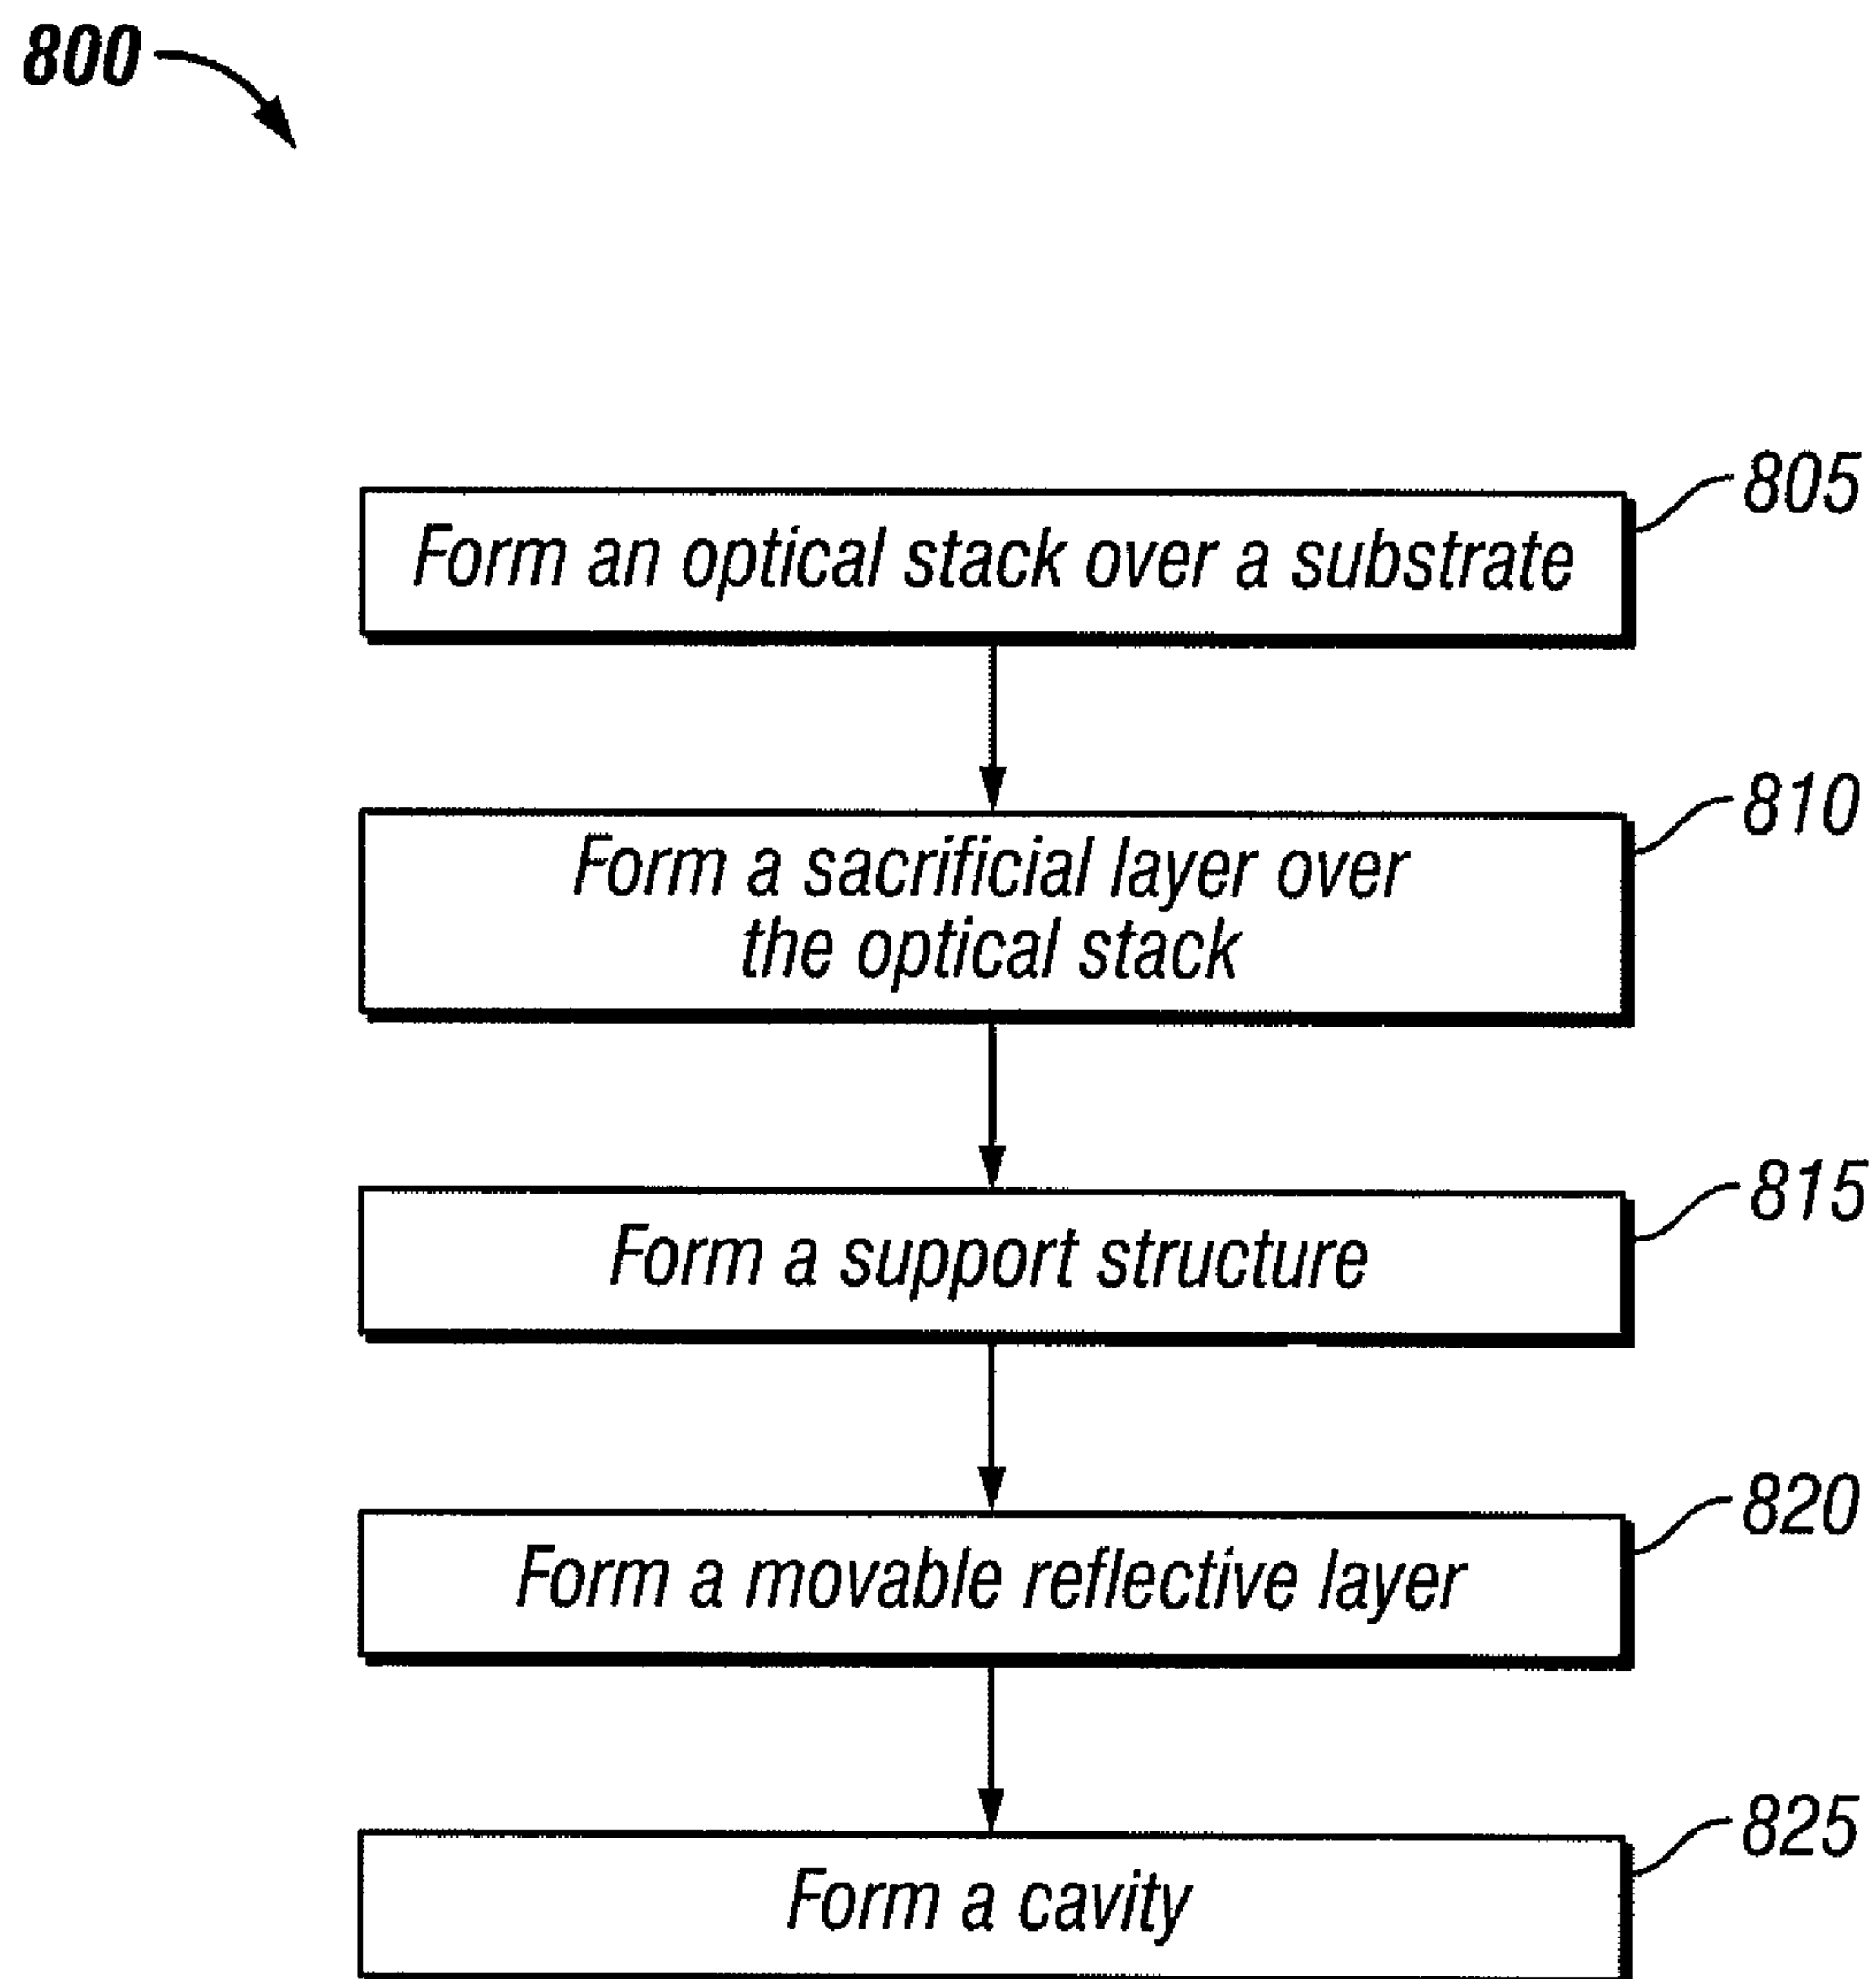 800
805
Form an optical stack over a substrate
810
Form a sacrificial layer over
the optical stack
815
Form a support structure
820
Form a movable reflective layer
825
Form a cavity